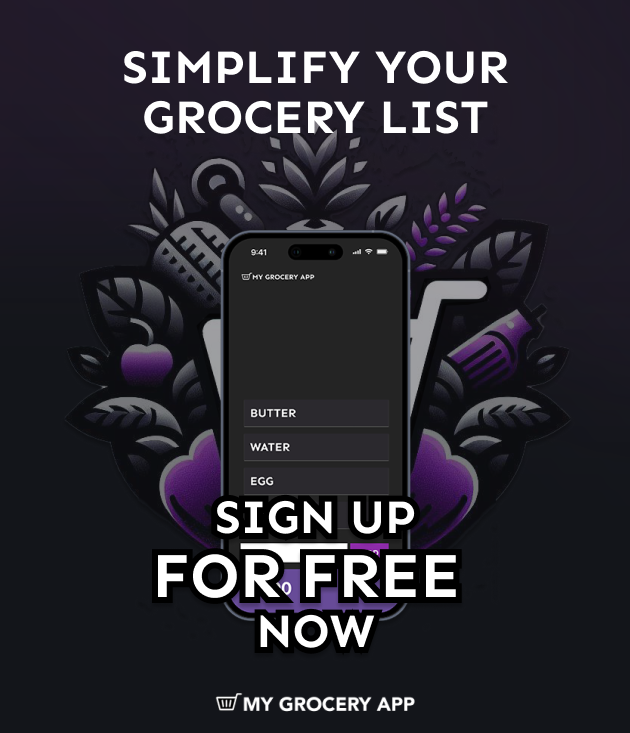 SIMPLIFY YOUR
GROCERY LIST
9:41
MY GROCERY APP
BUTTER
WATER
EGG
SIGN UP
FOR FREE
NOW
MY GROCERY APP